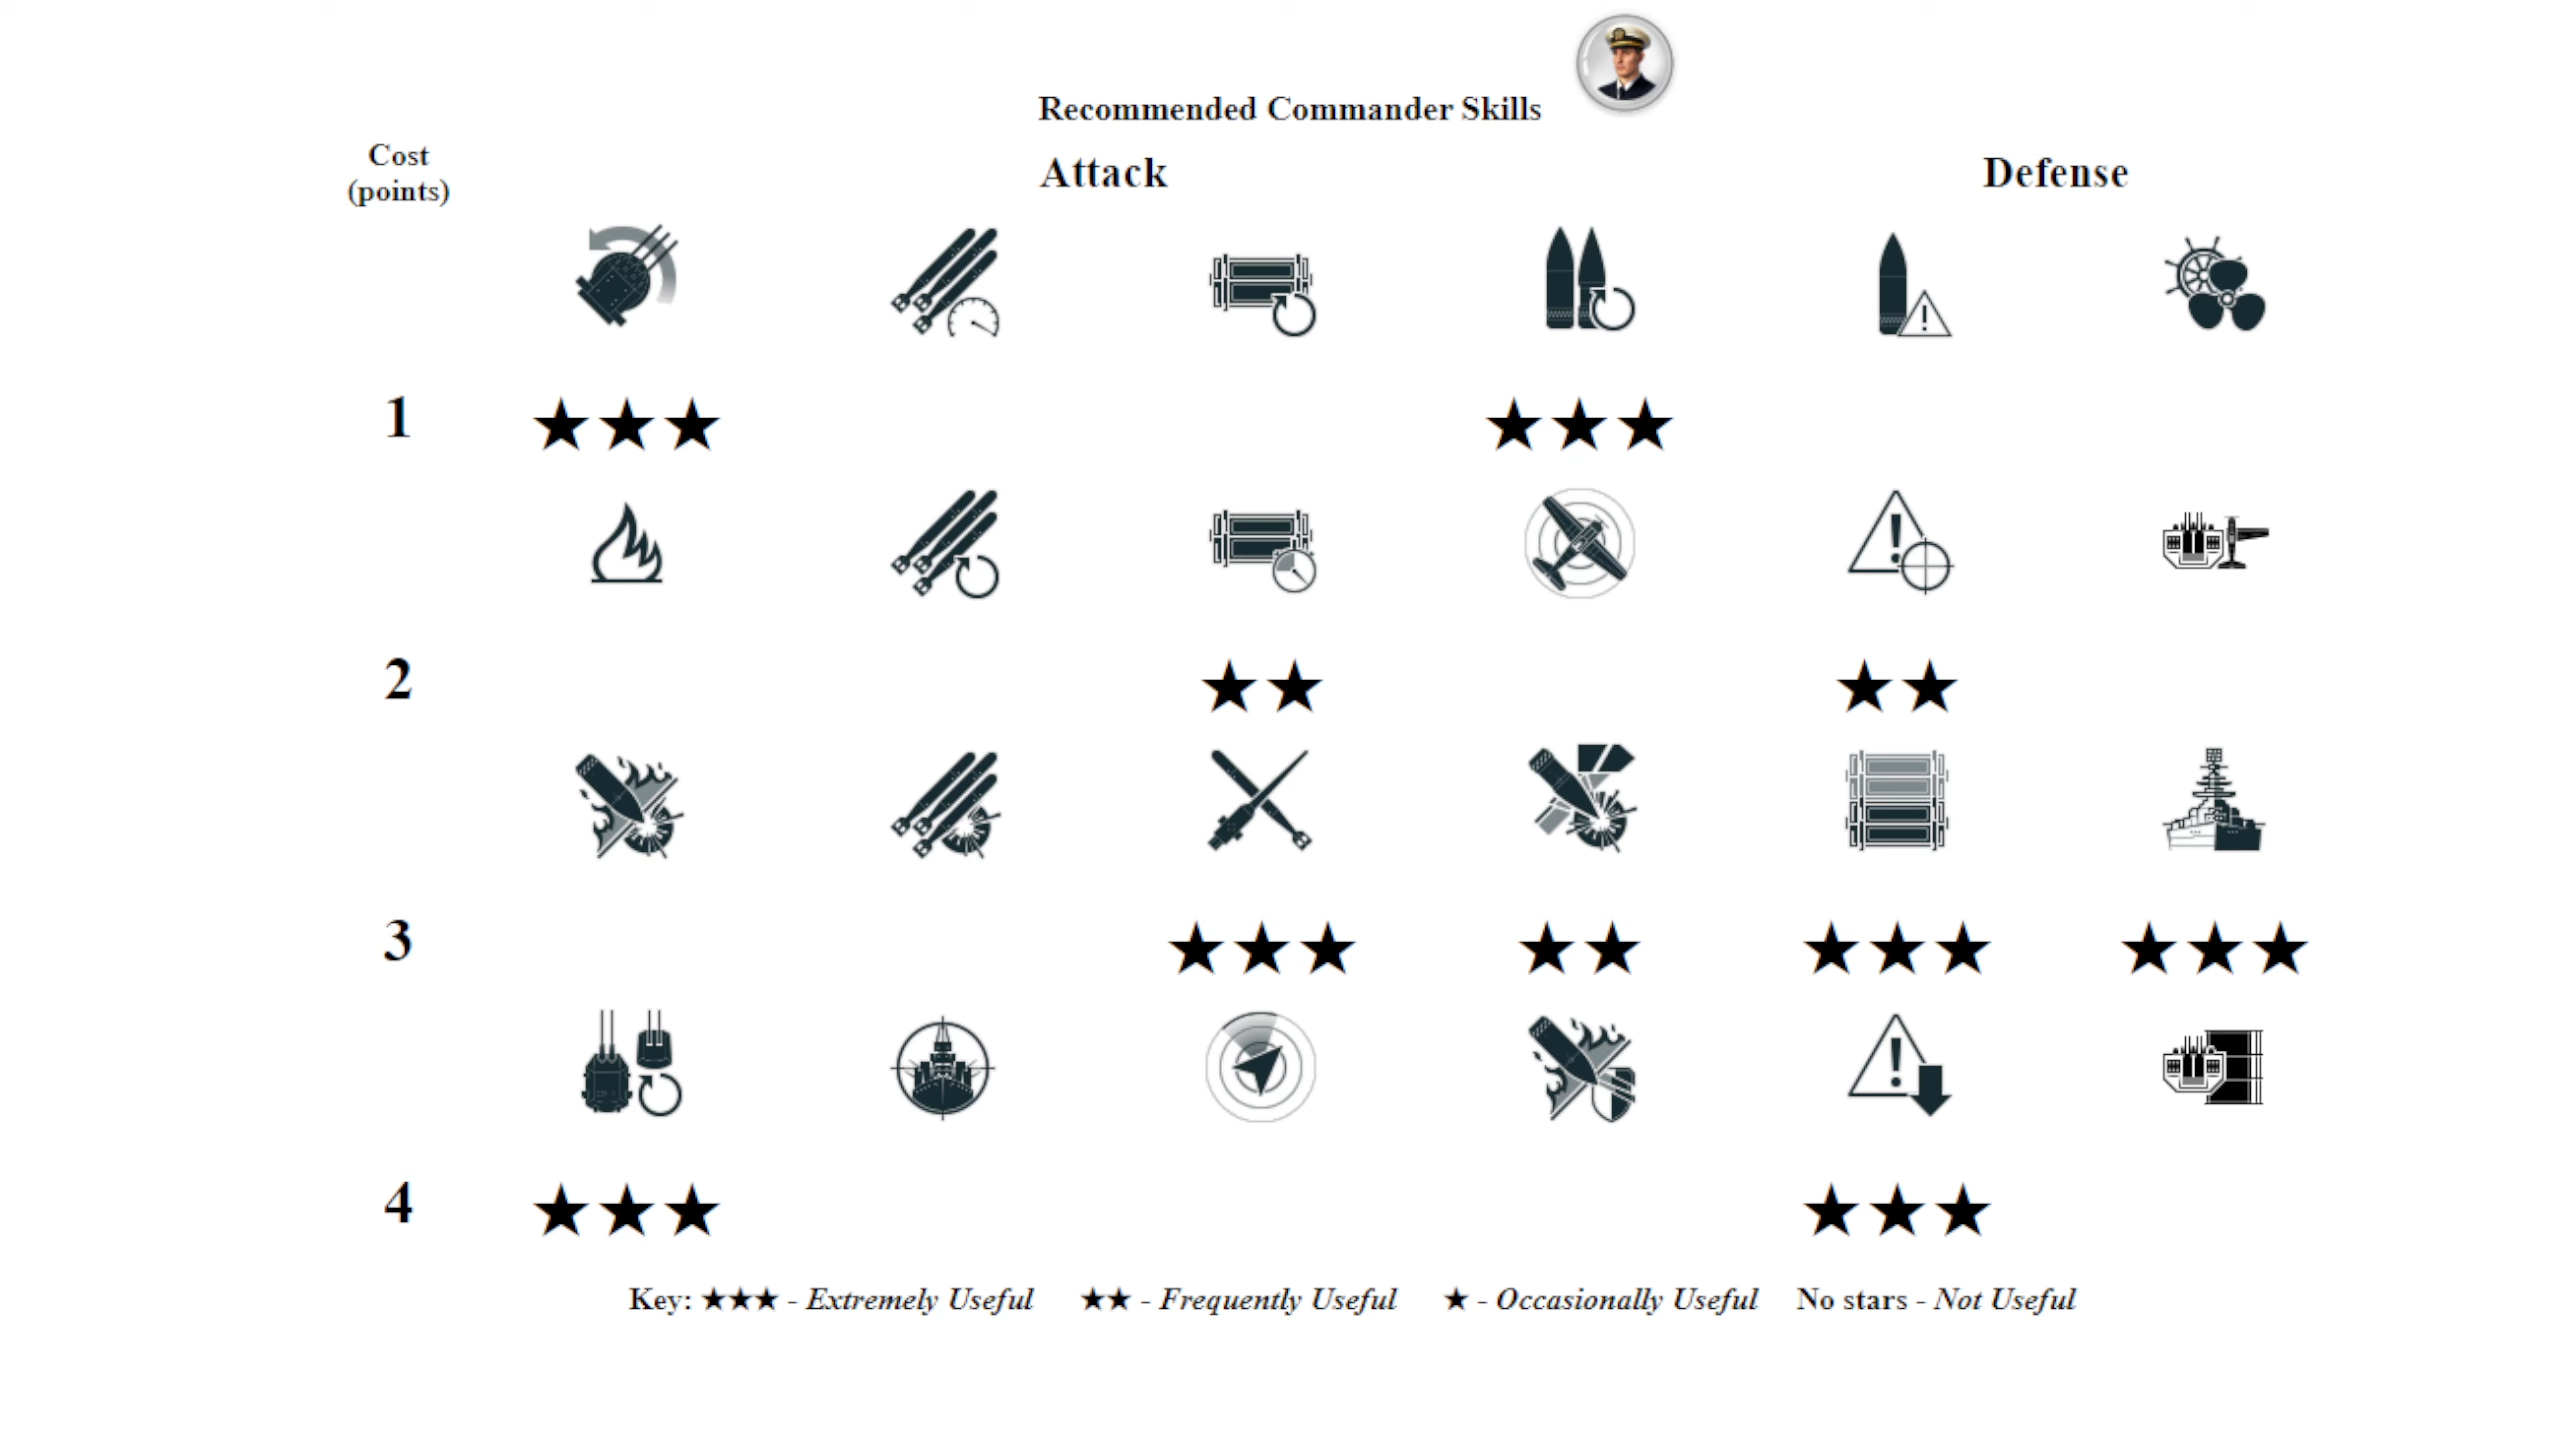 Recommended Commander Skills
Cost
(points)
Attack
Defense
1
★★★ ★★★
2
★★ ★★
3
★★★ ★★ ★★★ ★★★
4
★★★ ★★★
Key: ★★★ - Extremely Useful ★★ - Frequently Useful ★ - Occasionally Useful No stars - Not Useful